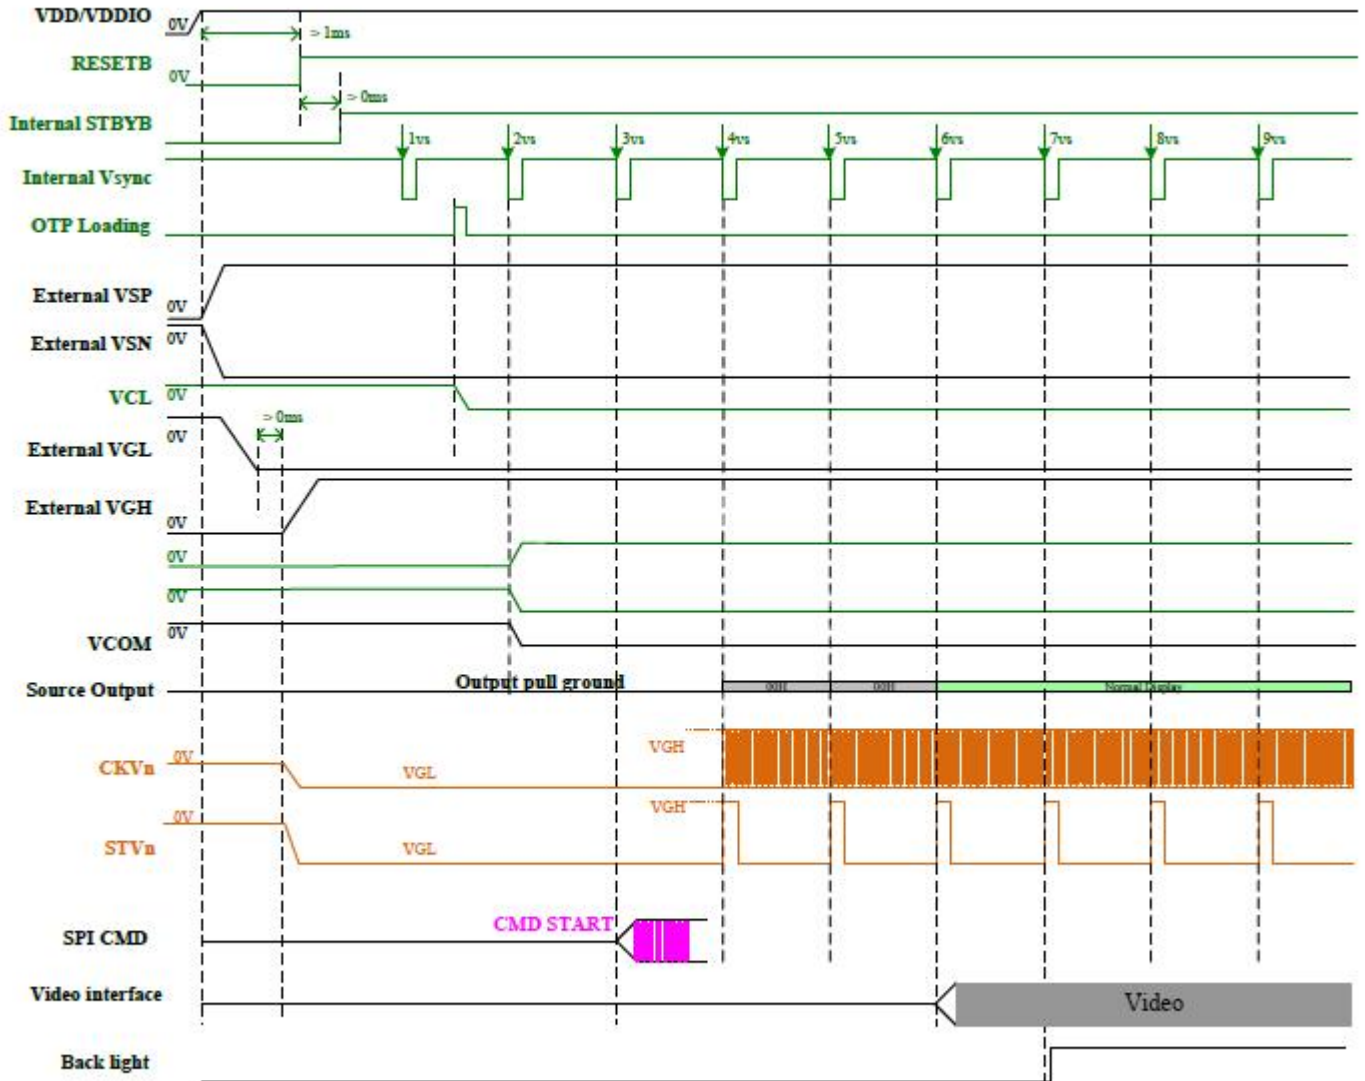 VDD/VDDIO
0V
> 1ms
RESETB
0V
> 0ms
Internal STBYB
1vs
2vs
3vs
4vs
5vs
6vs
7vs
8vs
9vs
Internal Vsync
OTP Loading
External VSP
0V
External VSN
0V
VCL
0V
> 0ms
0V
External VGL
External VGH
0V
0V
0V
0V
VCOM
Source Output
Output pull ground
00H
00H
Normal Display
0V
VGH
CKVn
VGL
VGH
0V
STVn
VGL
CMD START
SPI CMD
Video interface
Video
Back light